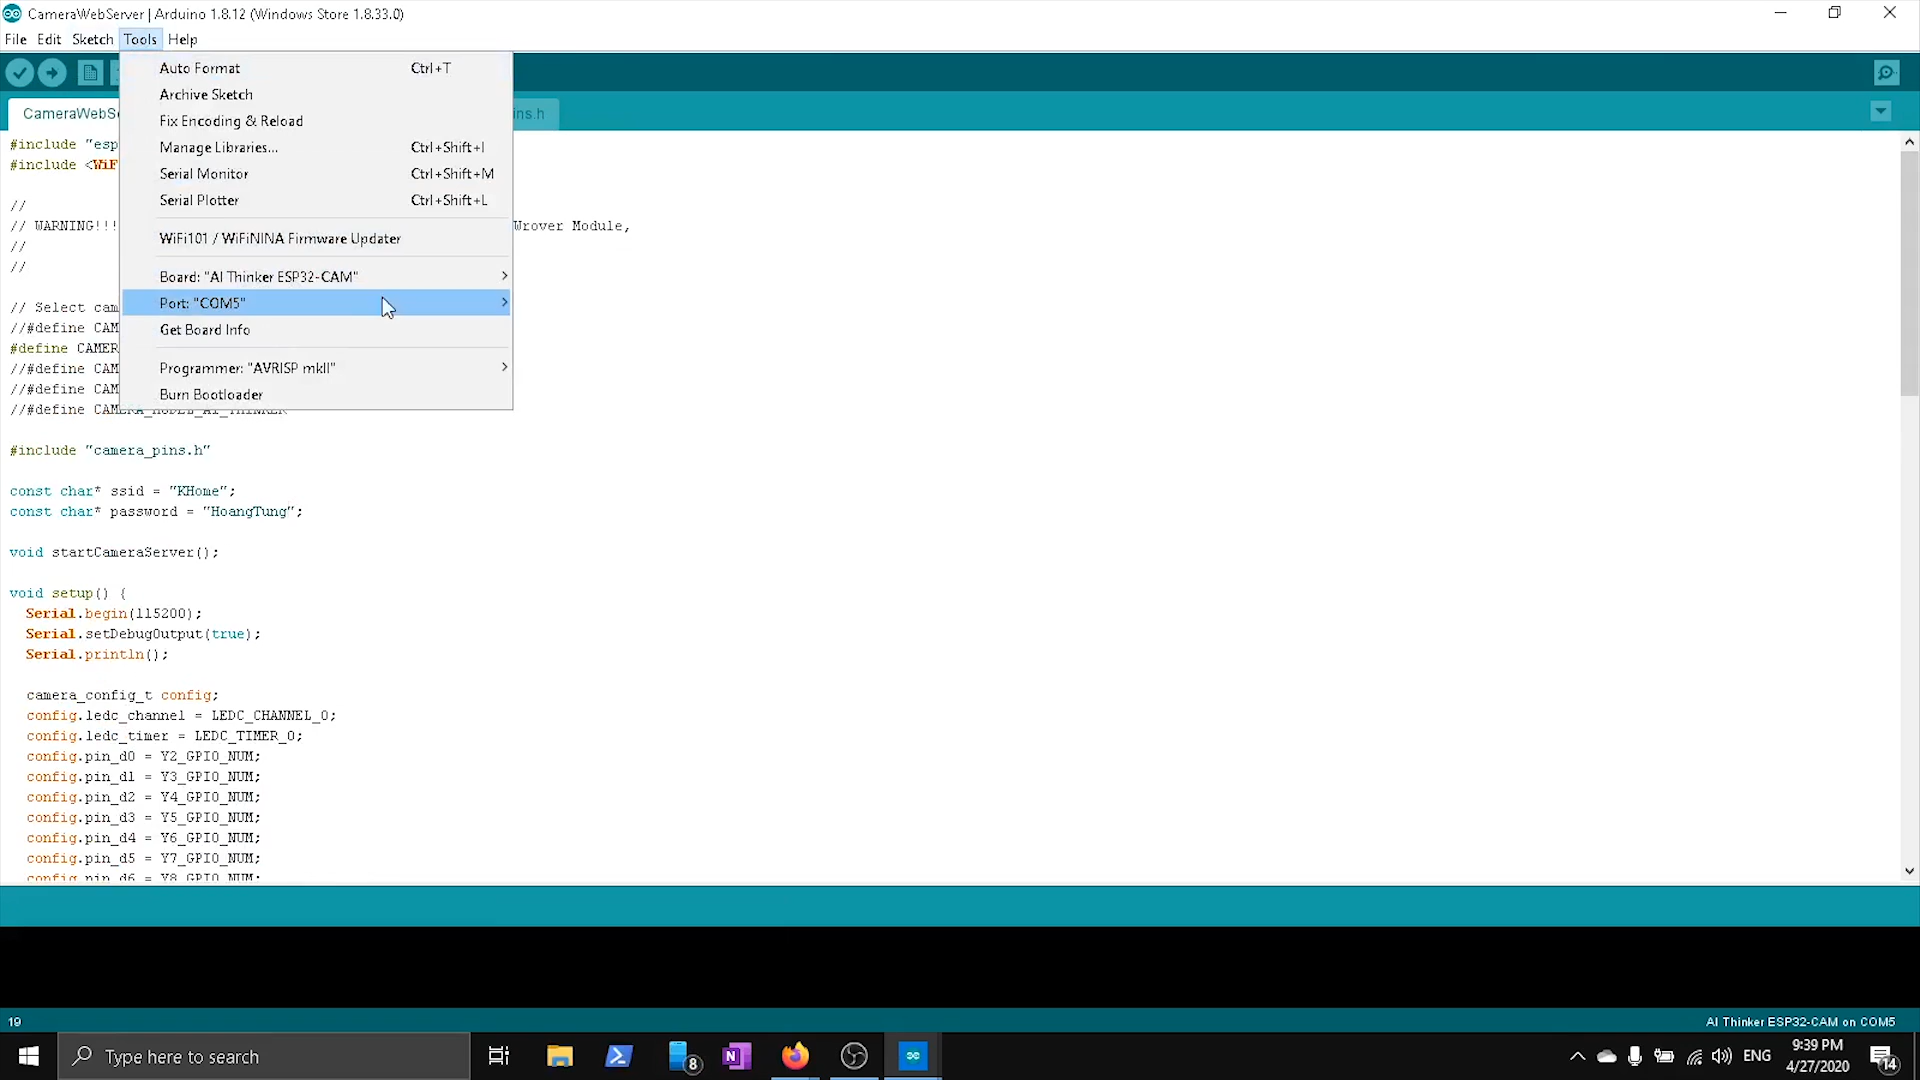 CameraWebServer | Arduino 1.8.12 (Windows Store 1.8.33.0)
File Edit Sketch Tools Help
Auto Format Ctrl+T
Archive Sketch
Fix Encoding & Reload
Manage Libraries... Ctrl+Shift+I
Serial Monitor Ctrl+Shift+M
Serial Plotter Ctrl+Shift+L
WiFi101 / WiFiNINA Firmware Updater
Board: "AI Thinker ESP32-CAM"
Port: "COM5"
Get Board Info
Programmer: "AVRISP mkII"
Burn Bootloader
CameraWebSe ins.h
#include "esp
#include <WiF
//
// WARNING!!! Wrover Module,
//
//
// Select cam
//#define CAM
#define CAMER
//#define CAM
//#define CAM
//#define CAMERA_MODEL_AI_THINKER
#include "camera_pins.h"
const char* ssid = "KHome";
const char* password = "HoangTung";
void startCameraServer();
void setup() {
Serial.begin(115200);
Serial.setDebugOutput(true);
Serial.println();
camera_config_t config;
config.ledc_channel = LEDC_CHANNEL_0;
config.ledc_timer = LEDC_TIMER_0;
config.pin_d0 = Y2_GPIO_NUM;
config.pin_d1 = Y3_GPIO_NUM;
config.pin_d2 = Y4_GPIO_NUM;
config.pin_d3 = Y5_GPIO_NUM;
config.pin_d4 = Y6_GPIO_NUM;
config.pin_d5 = Y7_GPIO_NUM;
config.pin_d6 = Y8_GPIO_NUM;
19 AI Thinker ESP32-CAM on COM5
Type here to search
8
N
ENG
9:39 PM
4/27/2020
14